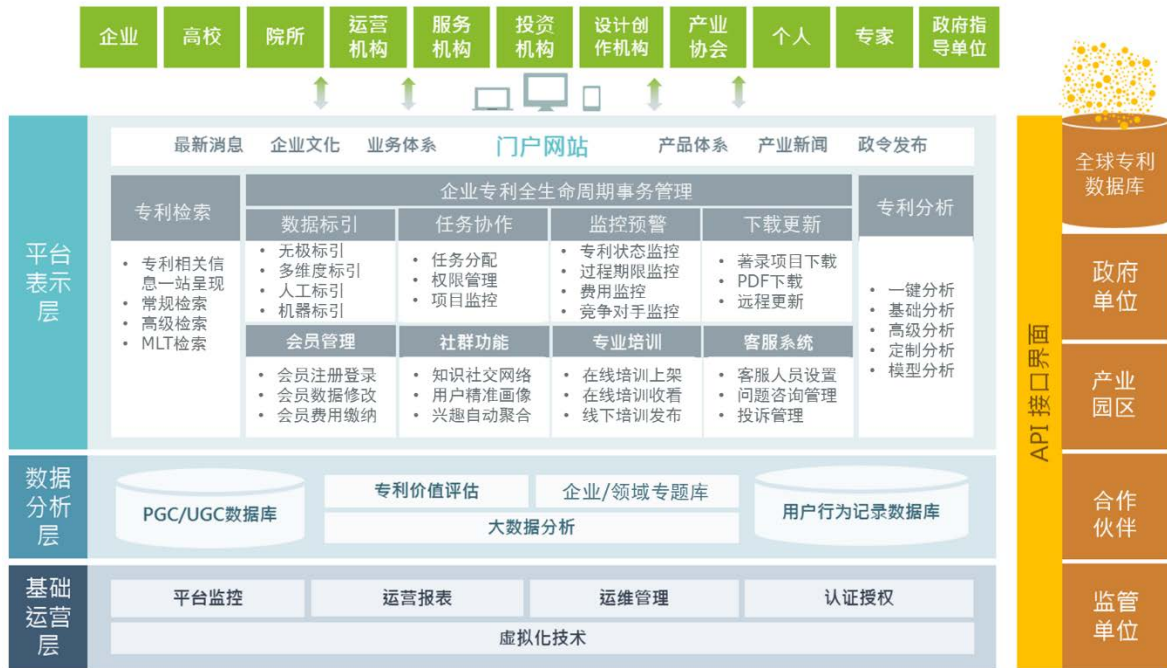 企业
高校
院所
运营
机构
服务
机构
投资
机构
设计创
作机构
产业
协会
个人
专家
政府指
导单位
最新消息 企业文化 业务体系 门户网站 产品体系 产业新闻 政令发布
平台
表示
层
专利检索
• 专利相关信
息一站呈现
• 常规检索
• 高级检索
• MLT检索
企业专利全生命周期事务管理
数据标引
• 无极标引
• 多维度标引
• 人工标引
• 机器标引
任务协作
• 任务分配
• 权限管理
• 项目监控
监控预警
• 专利状态监控
• 过程期限监控
• 费用监控
• 竞争对手监控
下载更新
• 著录项目下载
• PDF下载
• 远程更新
会员管理
• 会员注册登录
• 会员数据修改
• 会员费用缴纳
社群功能
• 知识社交网络
• 用户精准画像
• 兴趣自动聚合
专业培训
• 在线培训上架
• 在线培训收看
• 线下培训发布
客服系统
• 客服人员设置
• 问题咨询管理
• 投诉管理
专利分析
• 一键分析
• 基础分析
• 高级分析
• 定制分析
• 模型分析
数据
分析
层
PGC/UGC数据库
专利价值评估
企业/领域专题库
大数据分析
用户行为记录数据库
基础
运营
层
平台监控
运营报表
运维管理
认证授权
虚拟化技术
API 接口界面
全球专利
数据库
政府
单位
产业
园区
合作
伙伴
监管
单位